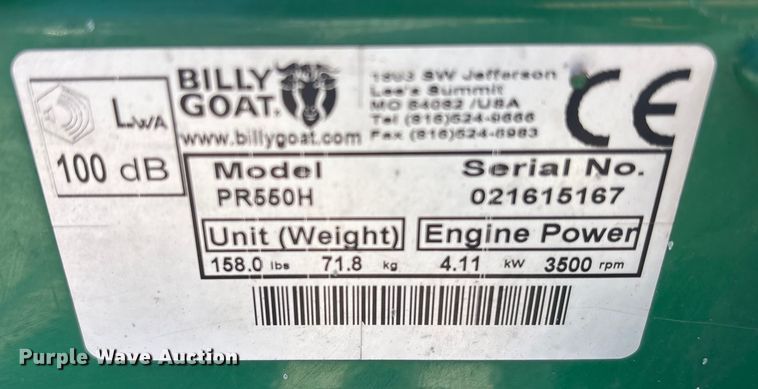 LWA
100 dB
BILLY GOAT.
www.billygoat.com
1803 SW Jefferson
Lee's Summit
MO 64082 /USA
Tel (816)524-9666
Fax (816)524-6983
CE
Model Serial No.
PR550H 021615167
Unit (Weight) Engine Power
158.0 lbs 71.8 kg 4.11 kW 3500 rpm
Purple Wave Auction